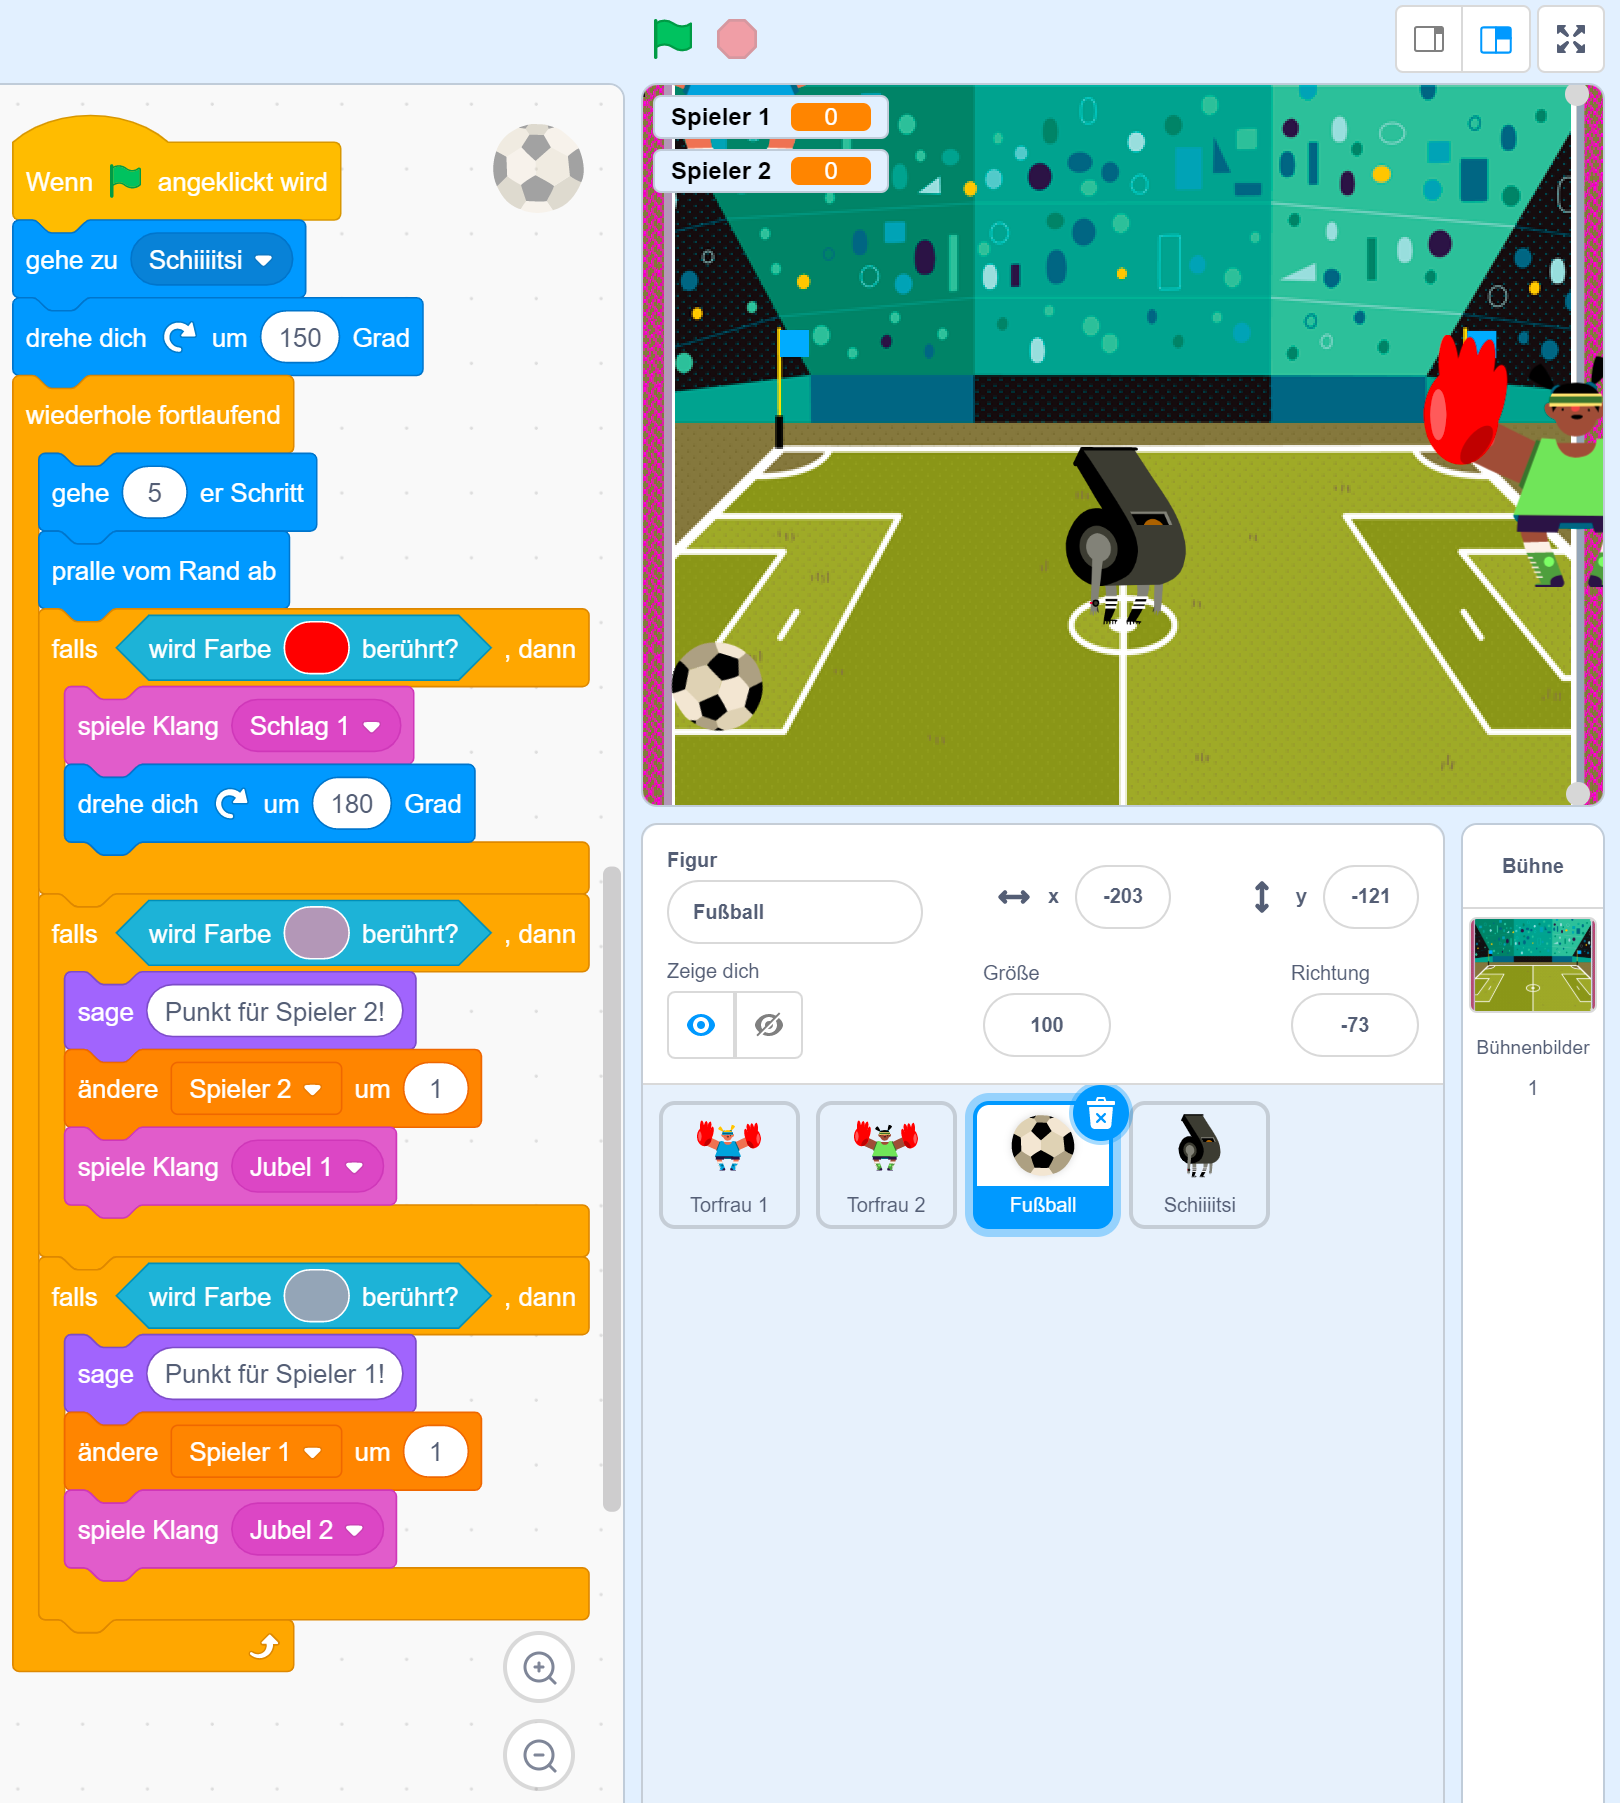 Wenn angeklickt wird
gehe zu Schiiiitsi
drehe dich um 150 Grad
wiederhole fortlaufend
gehe 5 er Schritt
pralle vom Rand ab
falls wird Farbe berührt? , dann
spiele Klang Schlag 1
drehe dich um 180 Grad
falls wird Farbe berührt? , dann
sage Punkt für Spieler 2!
ändere Spieler 2 um 1
spiele Klang Jubel 1
falls wird Farbe berührt? , dann
sage Punkt für Spieler 1!
ändere Spieler 1 um 1
spiele Klang Jubel 2
Spieler 1 0
Spieler 2 0
Figur
Fußball
x -203
y -121
Zeige dich
Größe
100
Richtung
-73
Torfrau 1
Torfrau 2
Fußball
Schiiiitsi
Bühne
Bühnenbilder
1